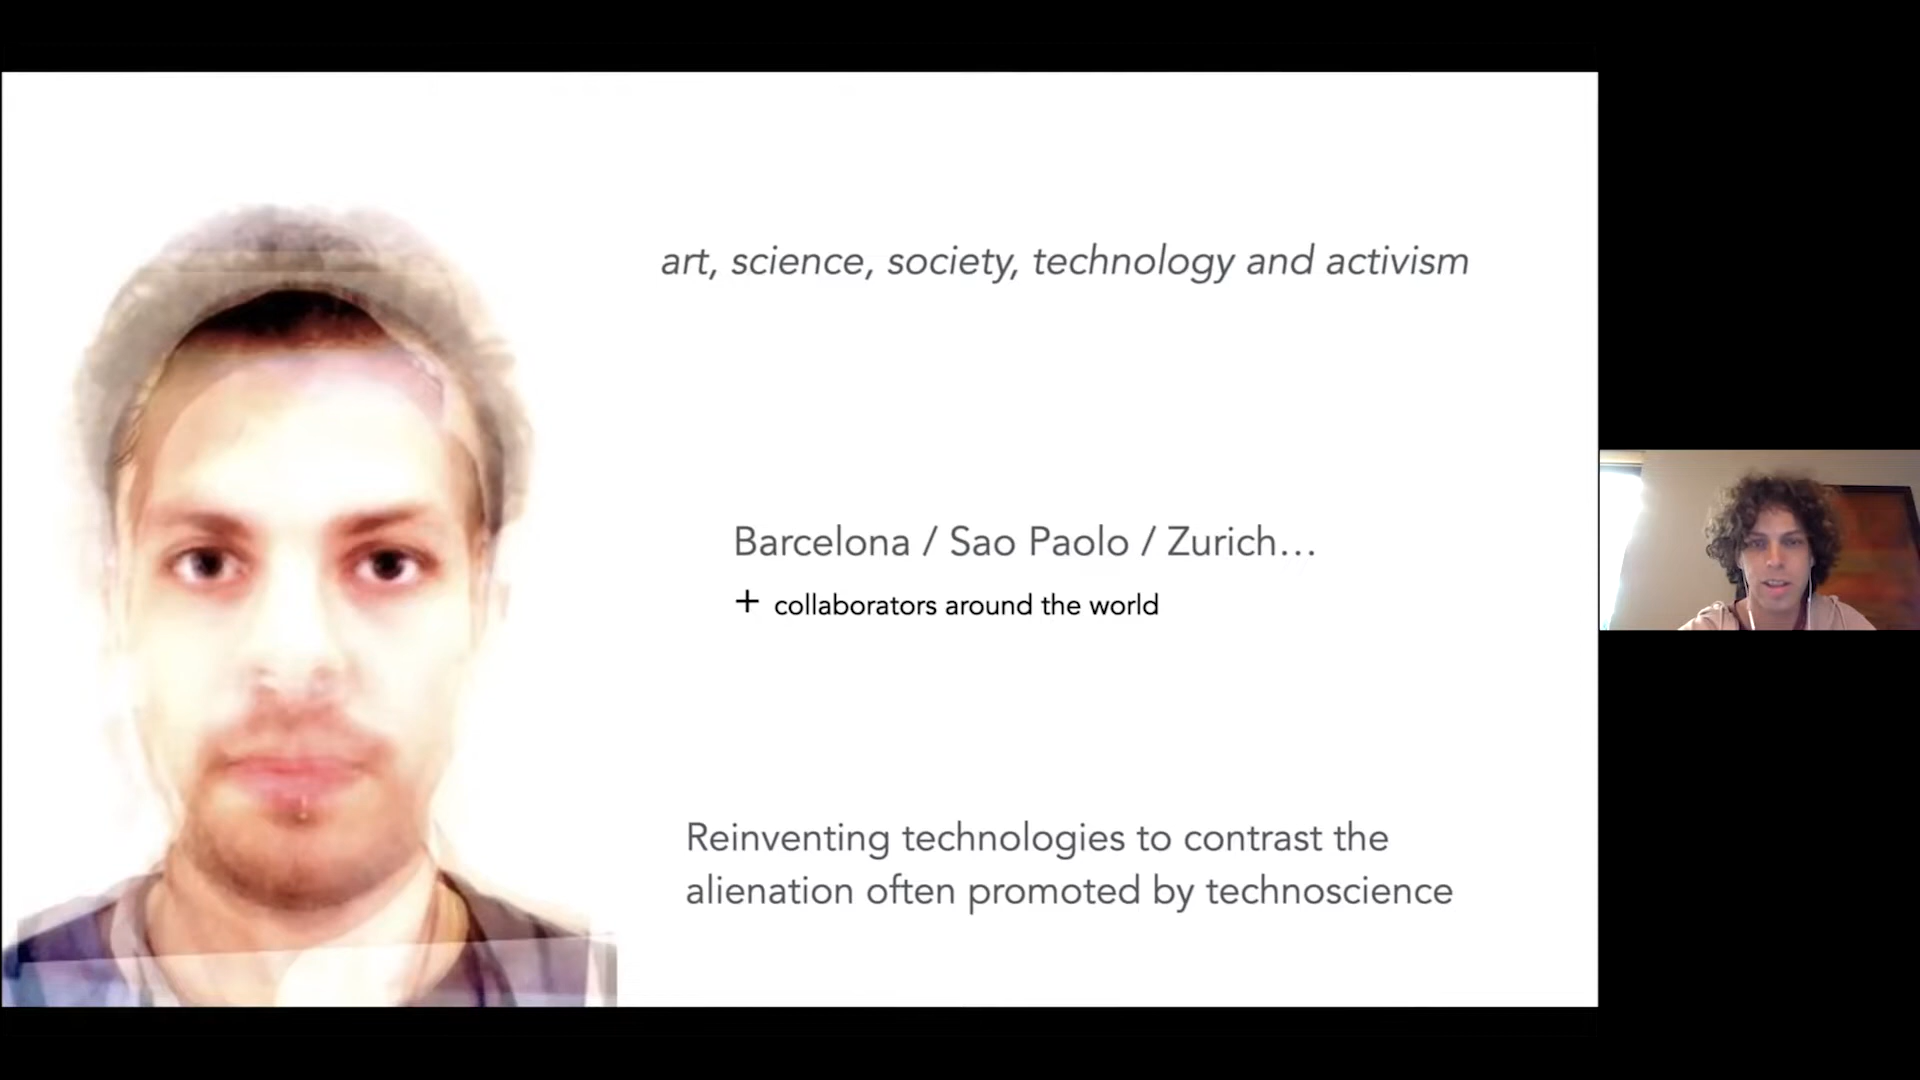 art, science, society, technology and activism
Barcelona / Sao Paolo / Zurich...
+ collaborators around the world
Reinventing technologies to contrast the
alienation often promoted by technoscience